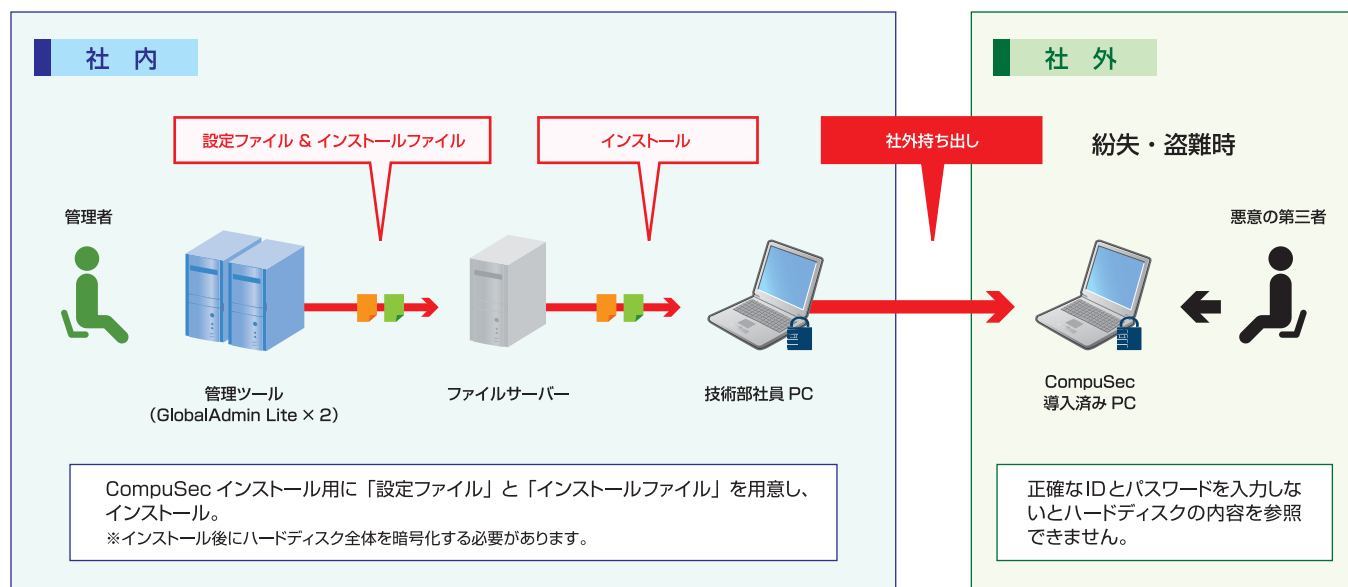 社 内
設定ファイル & インストールファイル
インストール
社外持ち出し
管理者
管理ツール
（GlobalAdmin Lite × 2）
ファイルサーバー
技術部社員 PC
CompuSec インストール用に「設定ファイル」と「インストールファイル」を用意し、
インストール。
※インストール後にハードディスク全体を暗号化する必要があります。
社 外
紛失・盗難時
悪意の第三者
CompuSec
導入済み PC
正確なIDとパスワードを入力しな
いとハードディスクの内容を参照
できません。